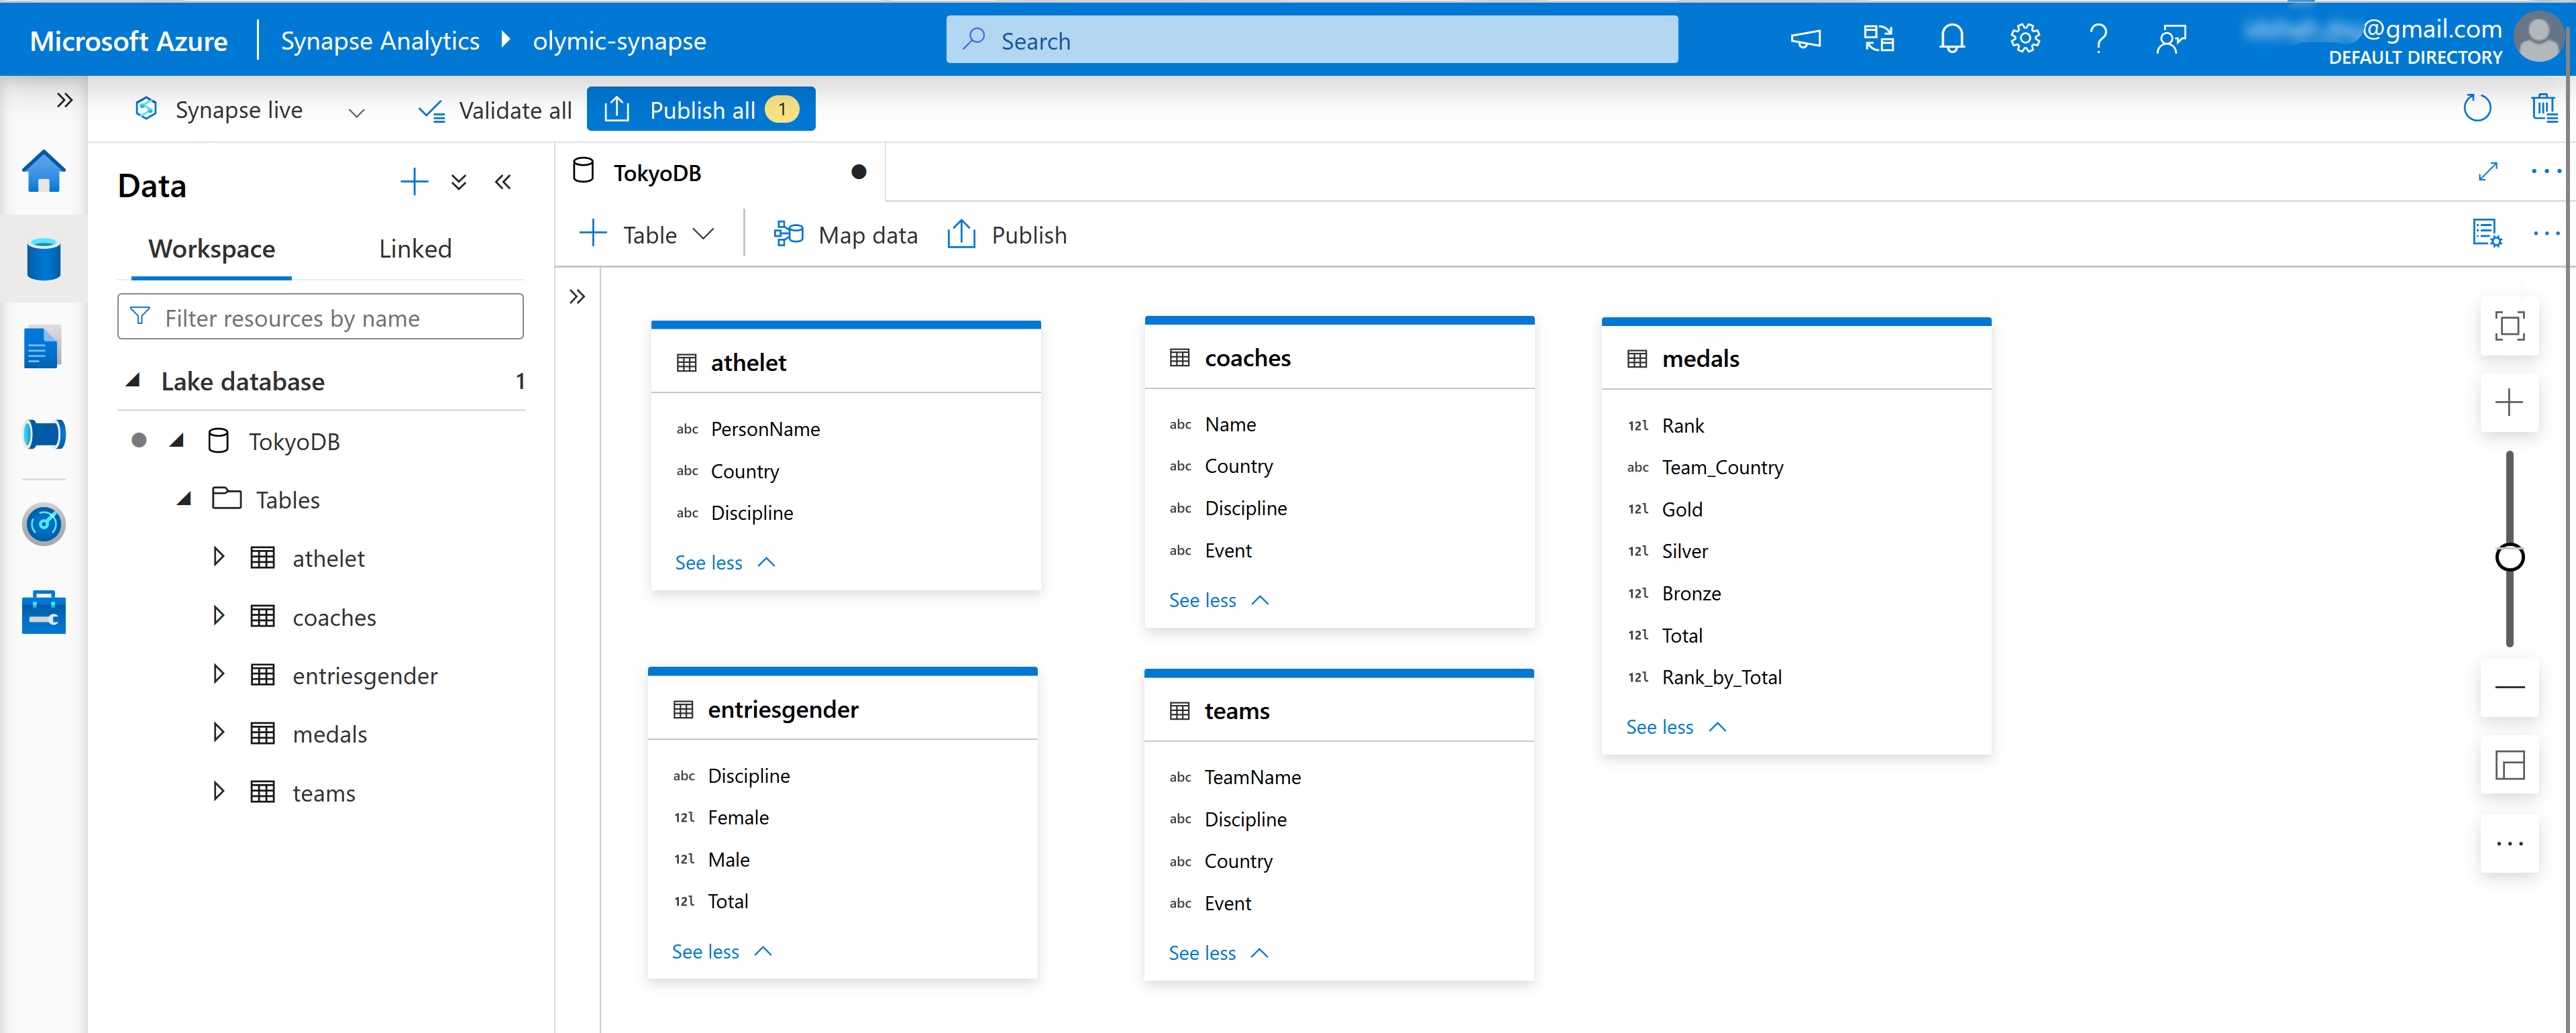 Microsoft Azure
Synapse Analytics
olymic-synapse
Search
@gmail.com
DEFAULT DIRECTORY
Synapse live
Validate all
Publish all 1
Data
Workspace
Linked
Filter resources by name
Lake database 1
TokyoDB
Tables
athelet
coaches
entriesgender
medals
teams
TokyoDB
Table
Map data
Publish
athelet
abc PersonName
abc Country
abc Discipline
See less
coaches
abc Name
abc Country
abc Discipline
abc Event
See less
medals
12l Rank
abc Team_Country
12l Gold
12l Silver
12l Bronze
12l Total
12l Rank_by_Total
See less
entriesgender
abc Discipline
12l Female
12l Male
12l Total
See less
teams
abc TeamName
abc Discipline
abc Country
abc Event
See less